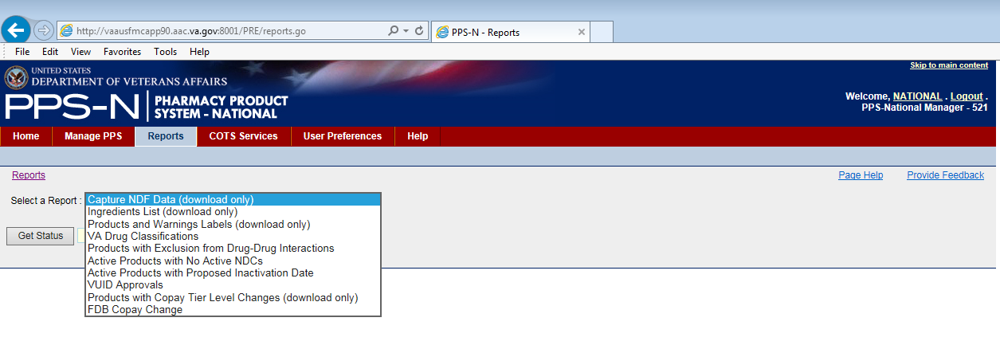 http://vaausfmcapp90.aac.va.gov:8001/PRE/reports.go
PPS-N - Reports
File Edit View Favorites Tools Help
Skip to main content
UNITED STATES
DEPARTMENT OF VETERANS AFFAIRS
PPS-N
PHARMACY PRODUCT
SYSTEM - NATIONAL
Welcome, NATIONAL . Logout .
PPS-National Manager - 521
Home Manage PPS Reports COTS Services User Preferences Help
Reports
Page Help Provide Feedback
Select a Report :
Capture NDF Data (download only)
Ingredients List (download only)
Products and Warnings Labels (download only)
VA Drug Classifications
Products with Exclusion from Drug-Drug Interactions
Active Products with No Active NDCs
Active Products with Proposed Inactivation Date
VUID Approvals
Products with Copay Tier Level Changes (download only)
FDB Copay Change
Get Status